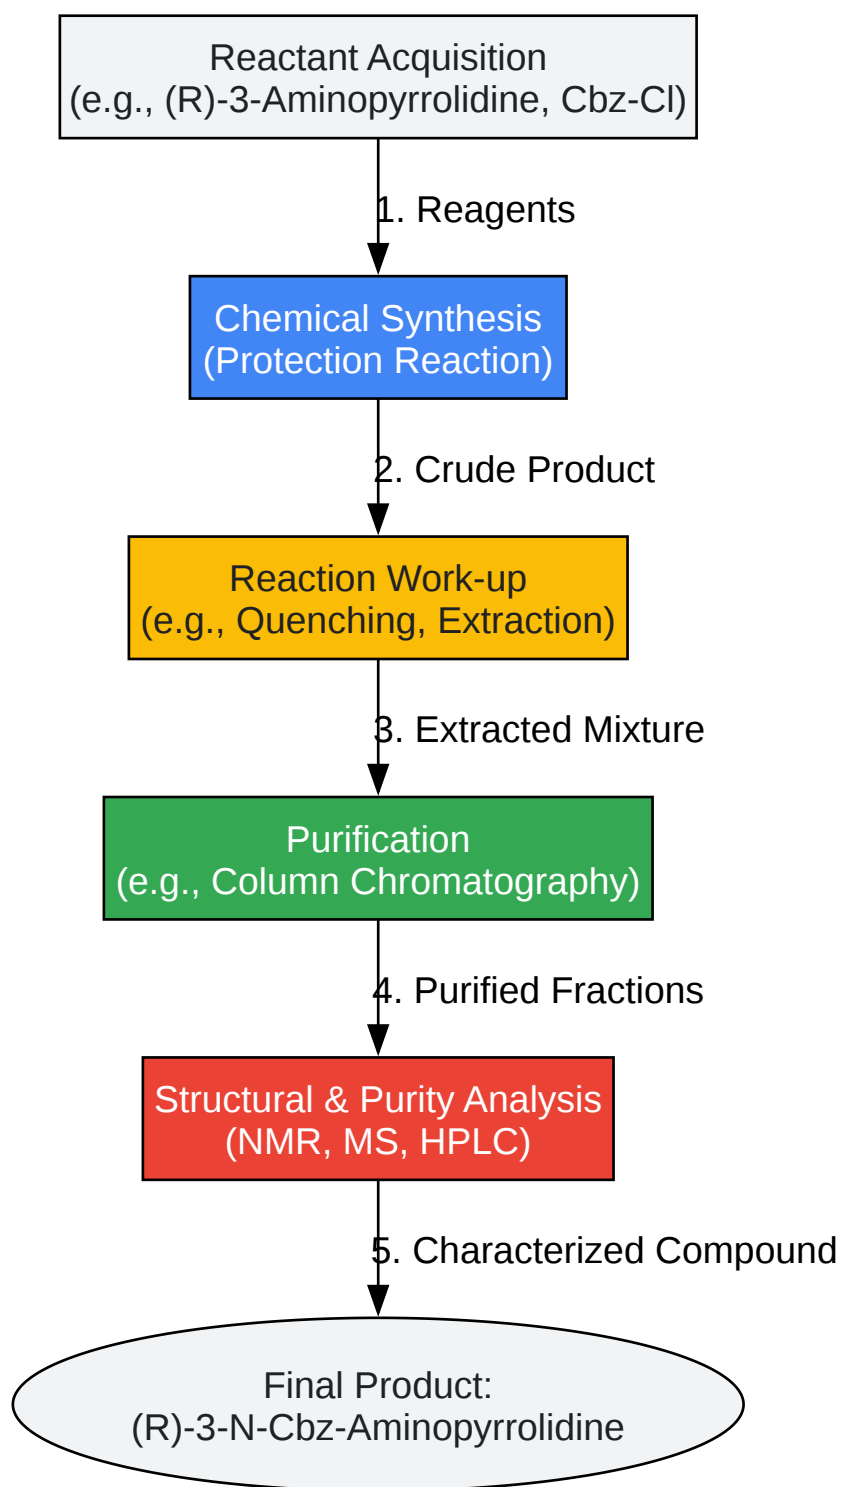 Reactant Acquisition
(e.g., (R)-3-Aminopyrrolidine, Cbz-Cl)
1. Reagents
Chemical Synthesis
(Protection Reaction)
2. Crude Product
Reaction Work-up
(e.g., Quenching, Extraction)
3. Extracted Mixture
Purification
(e.g., Column Chromatography)
4. Purified Fractions
Structural & Purity Analysis
(NMR, MS, HPLC)
5. Characterized Compound
Final Product:
(R)-3-N-Cbz-Aminopyrrolidine